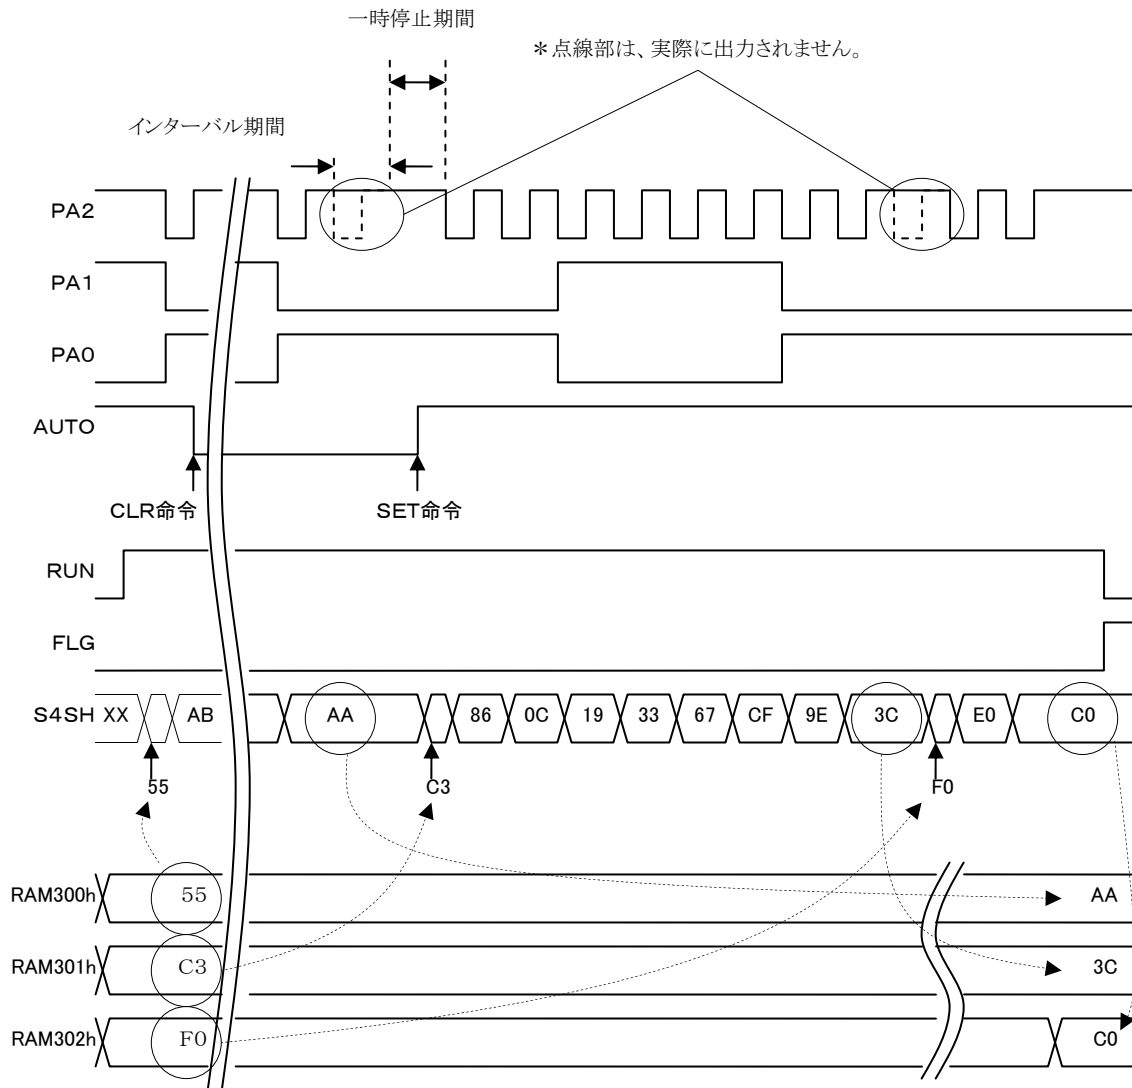 一時停止期間
＊点線部は、実際に出力されません。
インターバル期間
PA2
PA1
PA0
AUTO
CLR命令
SET命令
RUN
FLG
S4SH XX AB AA 86 0C 19 33 67 CF 9E 3C E0 C0
55 C3 F0
RAM300h 55 AA
RAM301h C3 3C
RAM302h F0 C0